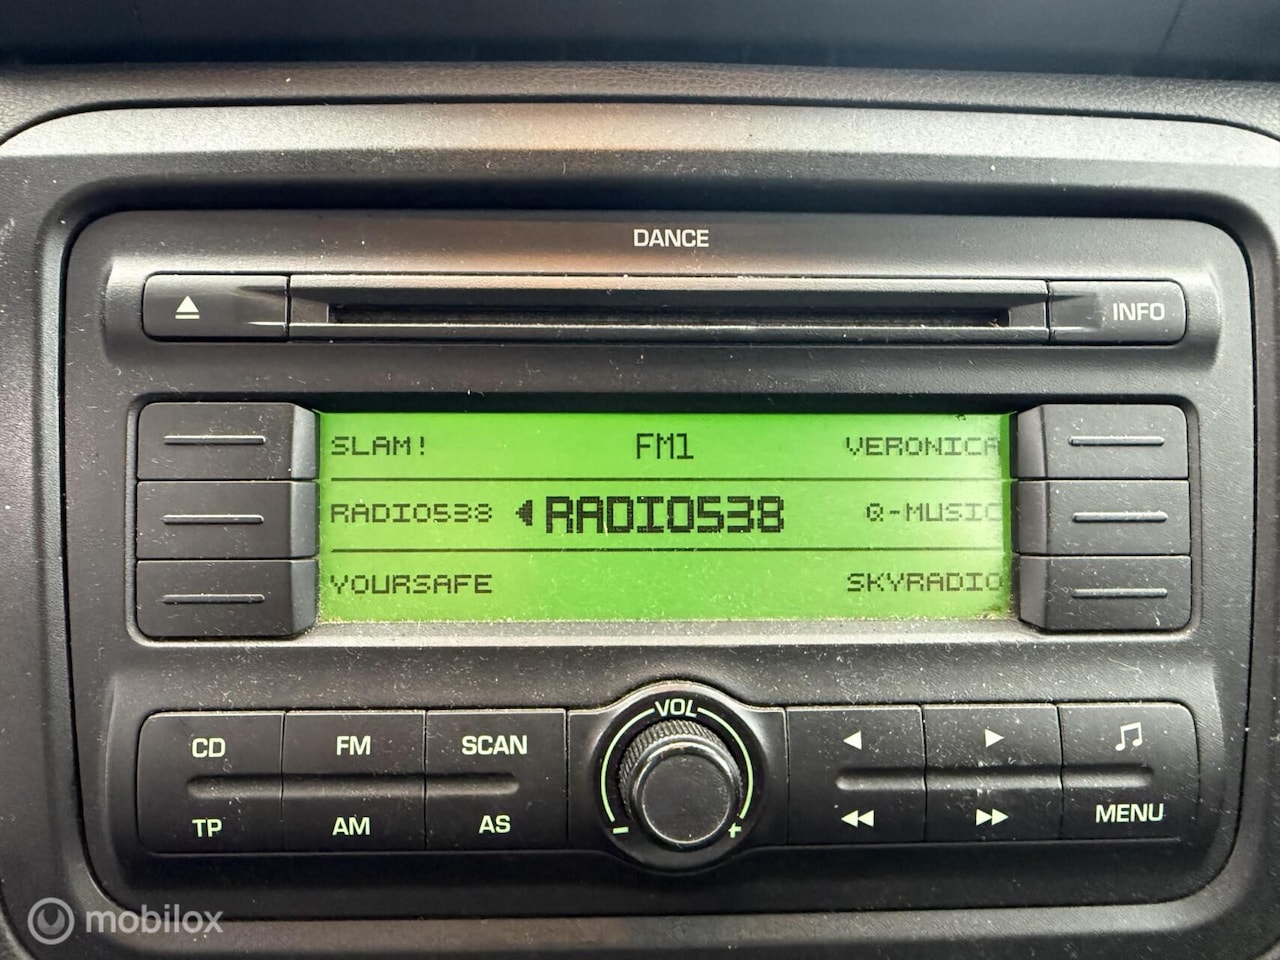 DANCE
INFO
SLAM! FM1 VERONICA
RADIO538 RADIO538 Q-MUSIC
YOURSAFE SKYRADIO
VOL
CD FM SCAN
TP AM AS
- +
MENU
mobilox